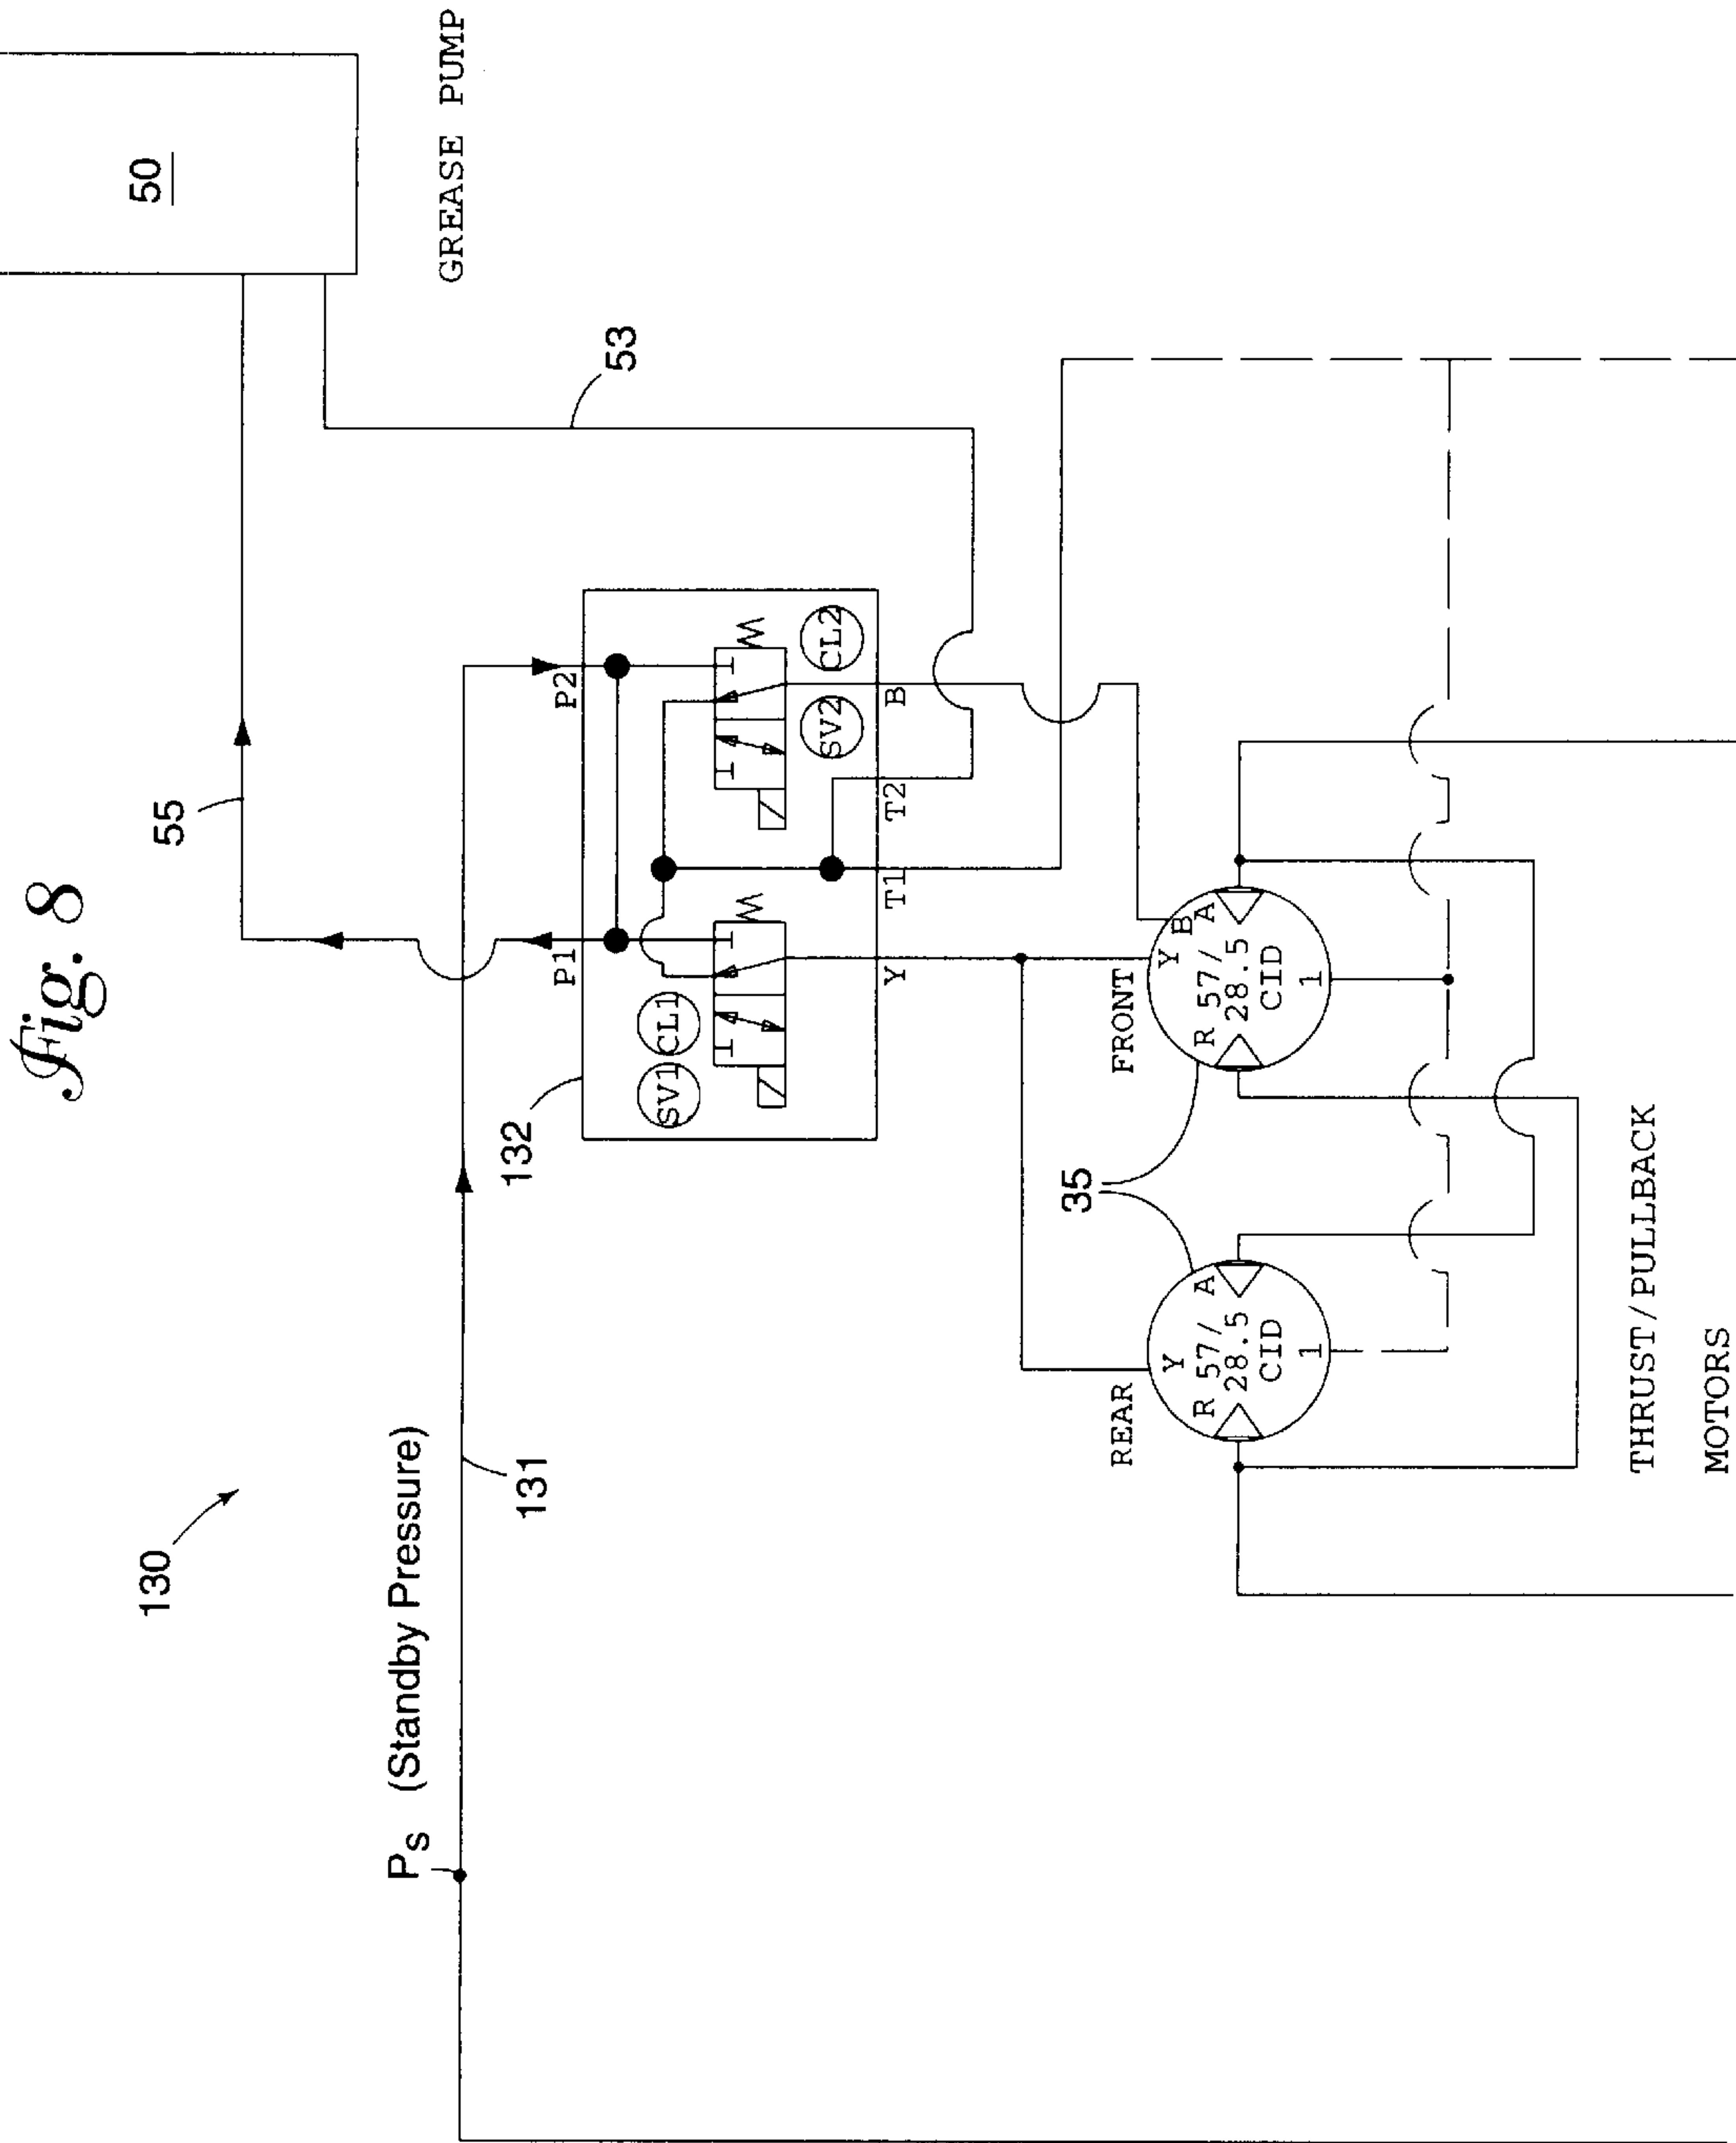 Fig. 8
130
55
50
GREASE PUMP
PS (Standby Pressure)
131
132
53
P1
P2
SV1
CL1
SV2
CL2
Y
T1
T2
B
REAR
FRONT
35
Y
R 57/ A
28.5
CID
1
Y B
R 57/ A
28.5
CID
1
THRUST/PULLBACK
MOTORS